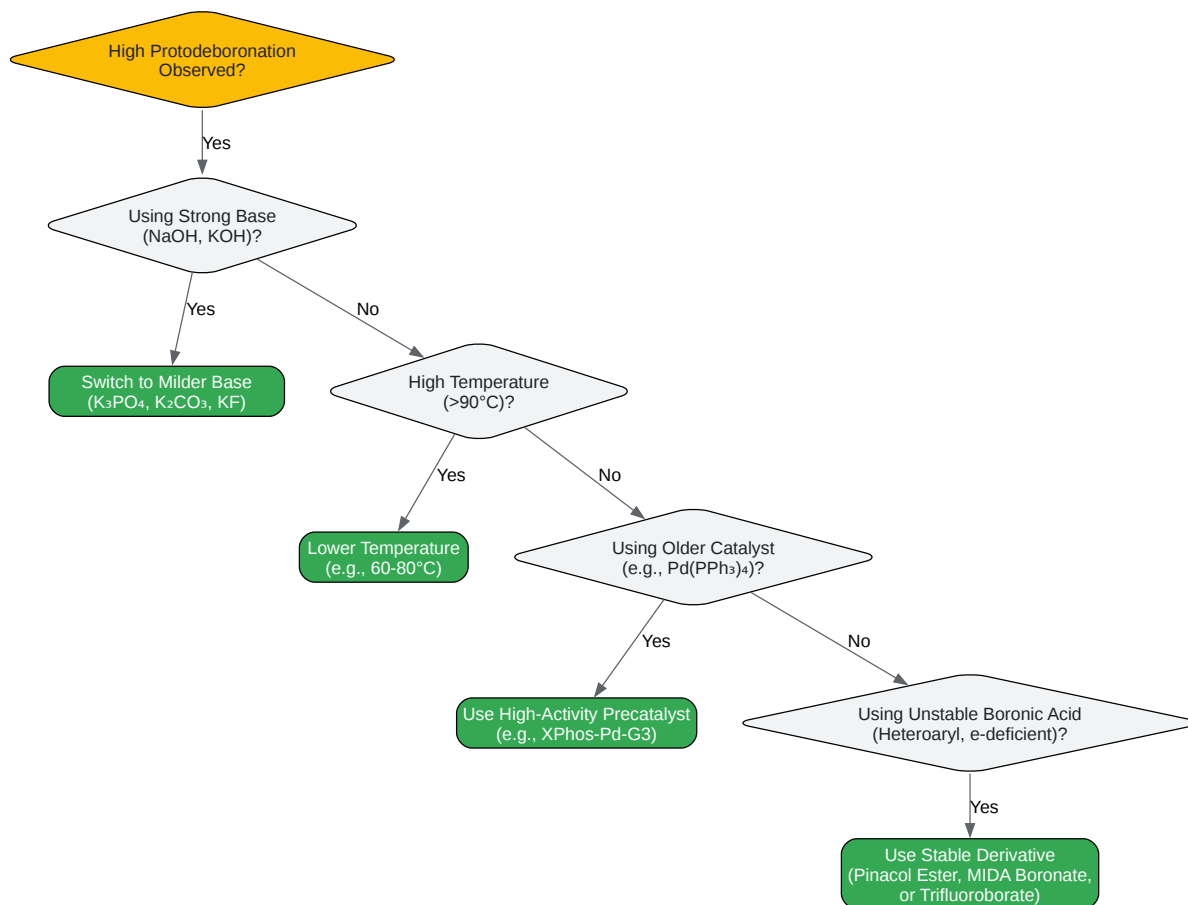 High Protodeboronation
Observed?
Yes
Using Strong Base
(NaOH, KOH)?
Yes
No
Switch to Milder Base
(K₃PO₄, K₂CO₃, KF)
High Temperature
(>90°C)?
Yes
No
Lower Temperature
(e.g., 60-80°C)
Using Older Catalyst
(e.g., Pd(PPh₃)₄)?
Yes
No
Use High-Activity Precatalyst
(e.g., XPhos-Pd-G3)
Using Unstable Boronic Acid
(Heteroaryl, e-deficient)?
Yes
Use Stable Derivative
(Pinacol Ester, MIDA Boronate,
or Trifluoroborate)